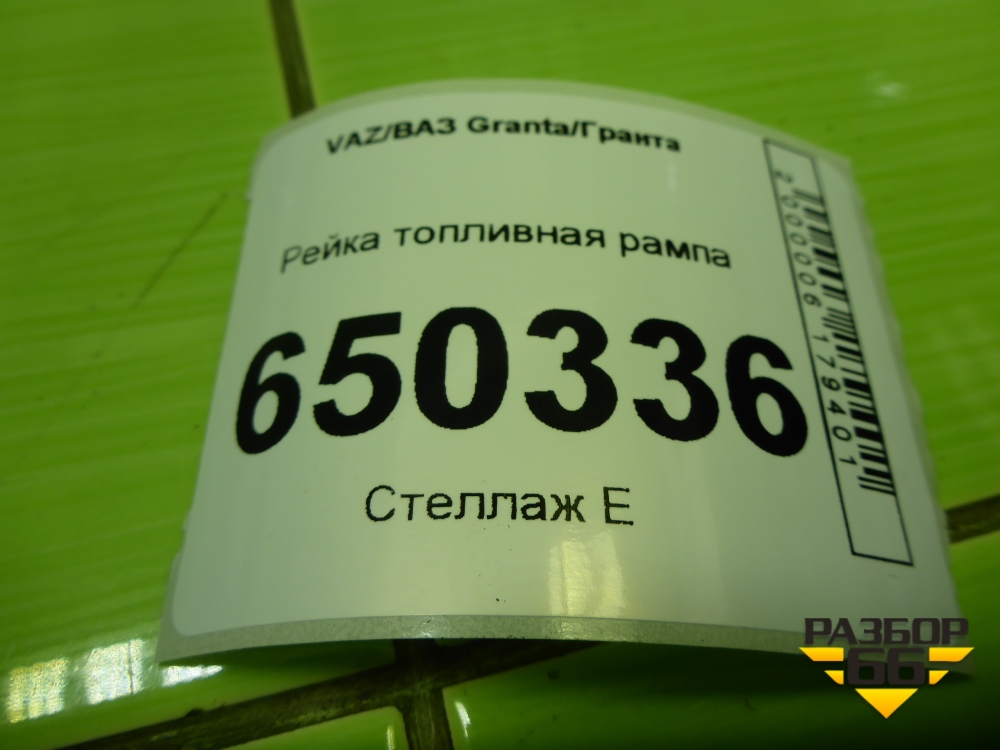 VAZ/ВАЗ Granta/Гранта
Рейка топливная рампа
650336
Стеллаж Е
2000006179401
РАЗБОР
66